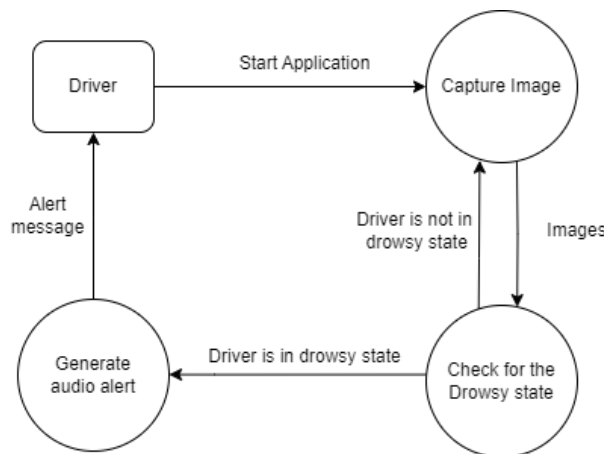 Start Application
Driver
Capture Image
Alert
message
Driver is not in
drowsy state
Images
Generate
audio alert
Driver is in drowsy state
Check for the
Drowsy state